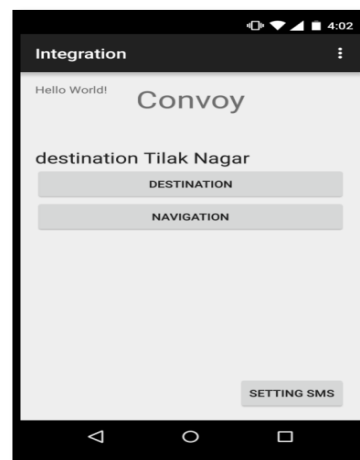 4:02
Integration
Hello World!
Convoy
destination Tilak Nagar
DESTINATION
NAVIGATION
SETTING SMS